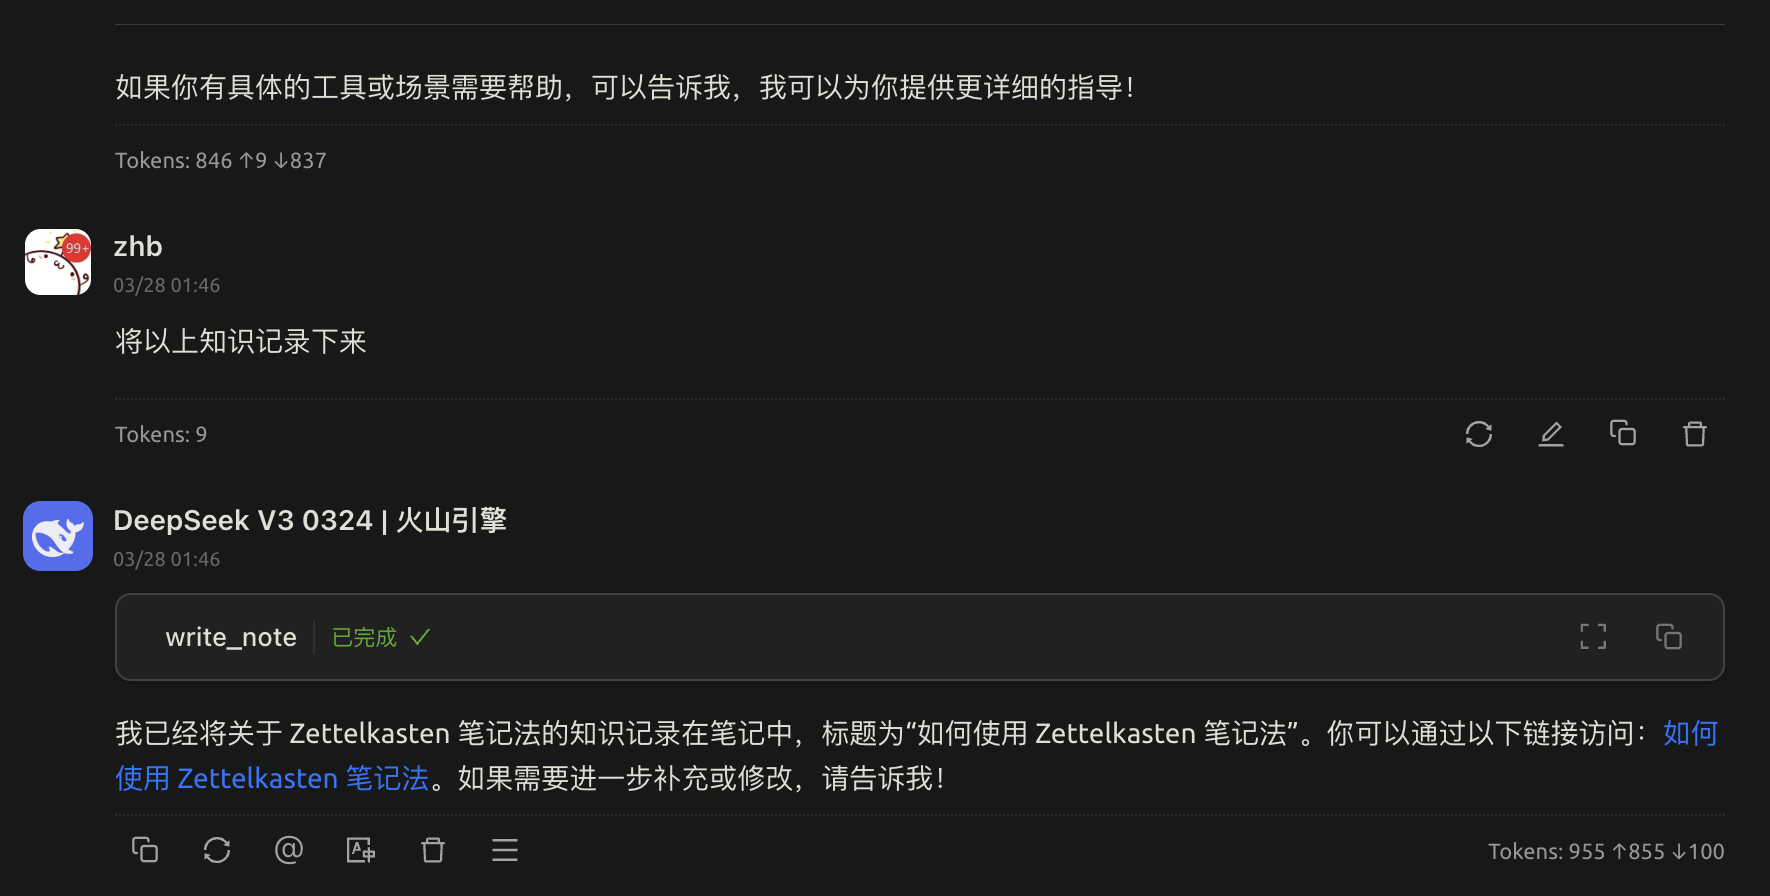 如果你有具体的工具或场景需要帮助，可以告诉我，我可以为你提供更详细的指导！
Tokens: 846 ↑9 ↓837
99+
zhb
03/28 01:46
将以上知识记录下来
Tokens: 9
DeepSeek V3 0324 | 火山引擎
03/28 01:46
write_note 已完成 ✓
我已经将关于 Zettelkasten 笔记法的知识记录在笔记中，标题为“如何使用 Zettelkasten 笔记法”。你可以通过以下链接访问：如何
使用 Zettelkasten 笔记法。如果需要进一步补充或修改，请告诉我！
Tokens: 955 ↑855 ↓100